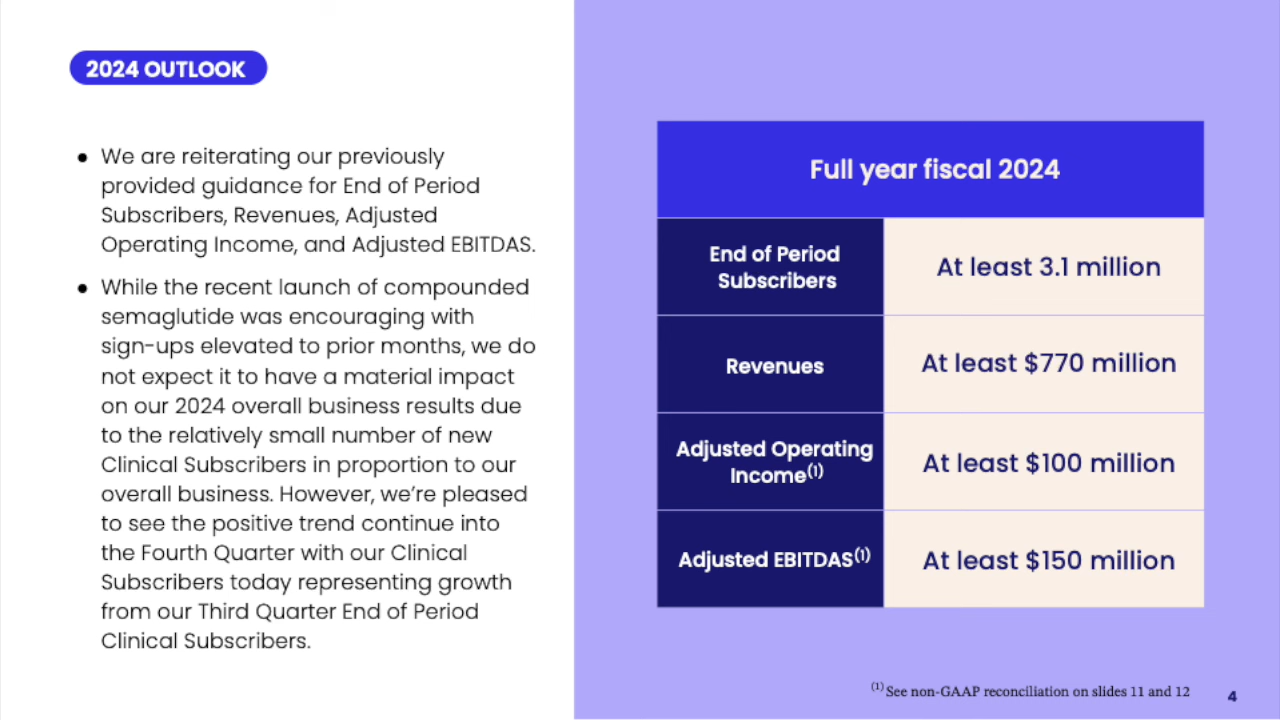 2024 OUTLOOK
● We are reiterating our previously
provided guidance for End of Period
Subscribers, Revenues, Adjusted
Operating Income, and Adjusted EBITDAS.
● While the recent launch of compounded
semaglutide was encouraging with
sign-ups elevated to prior months, we do
not expect it to have a material impact
on our 2024 overall business results due
to the relatively small number of new
Clinical Subscribers in proportion to our
overall business. However, we’re pleased
to see the positive trend continue into
the Fourth Quarter with our Clinical
Subscribers today representing growth
from our Third Quarter End of Period
Clinical Subscribers.
Full year fiscal 2024
End of Period
Subscribers
At least 3.1 million
Revenues
At least $770 million
Adjusted Operating
Income(1)
At least $100 million
Adjusted EBITDAS(1)
At least $150 million
(1) See non-GAAP reconciliation on slides 11 and 12
4